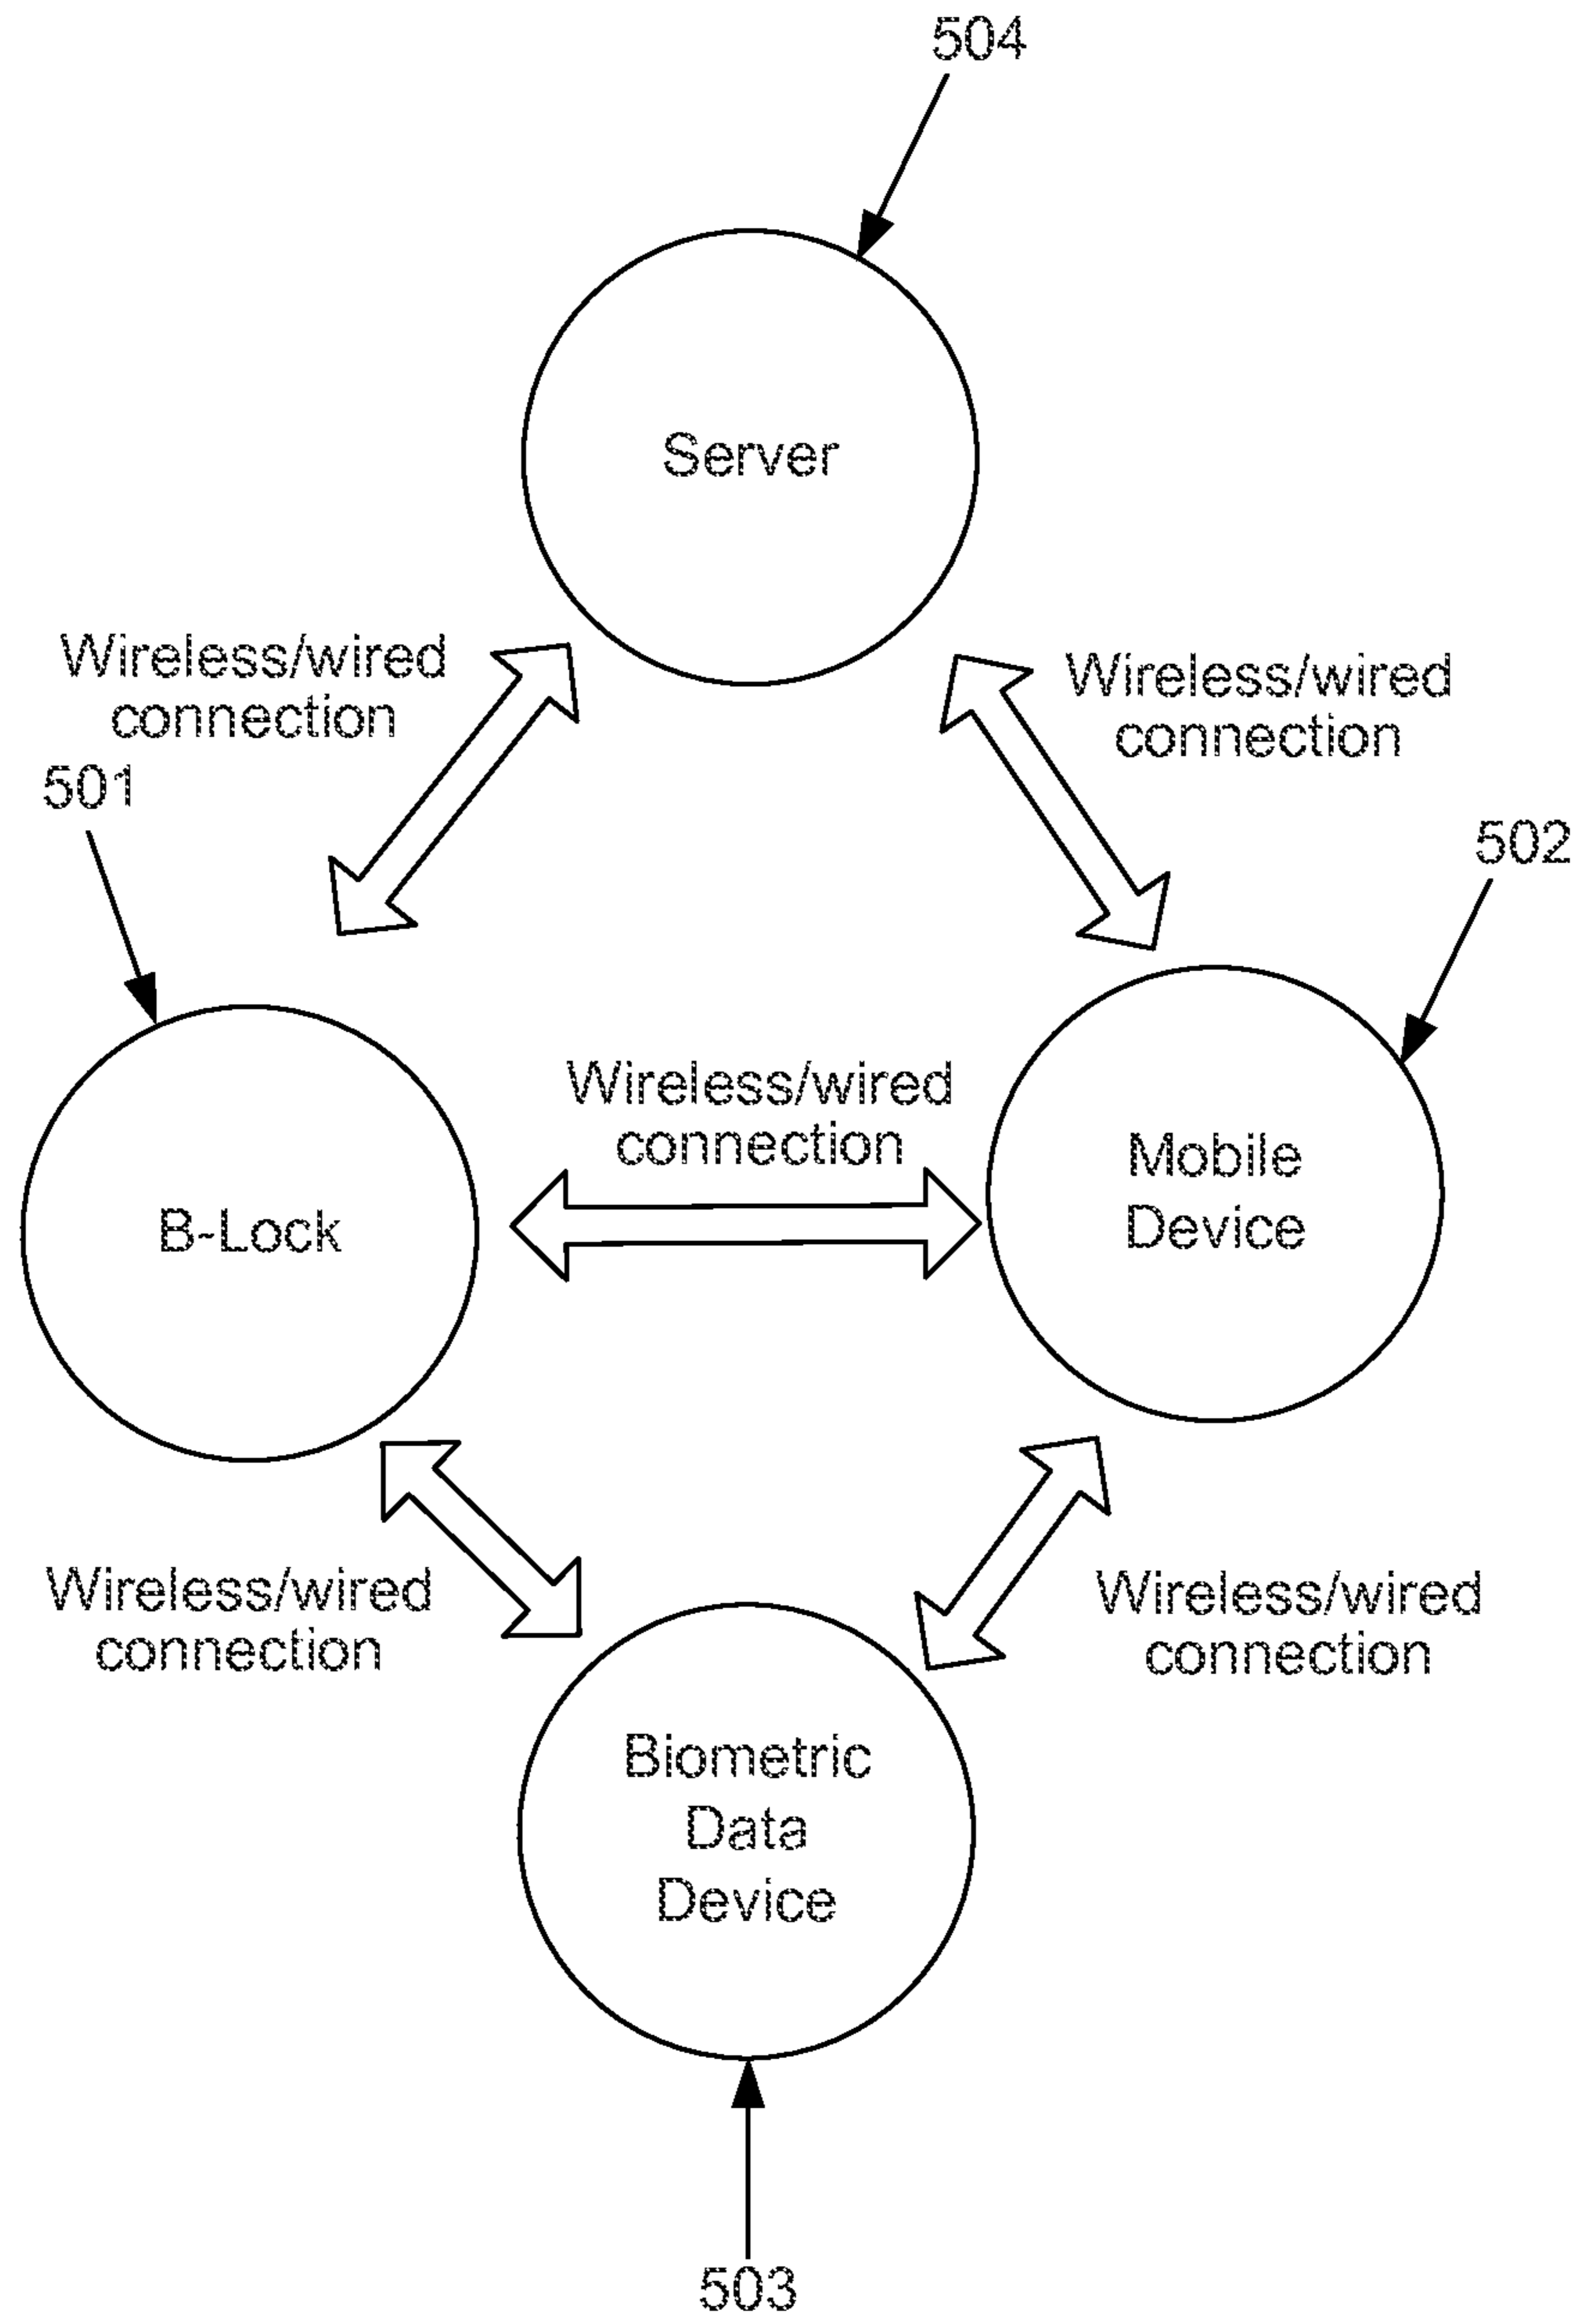 504
Server
Wireless/wired
connection
Wireless/wired
connection
501
502
Wireless/wired
connection
Mobile
Device
B-Lock
Wireless/wired
connection
Wireless/wired
connection
Biometric
Data
Device
503